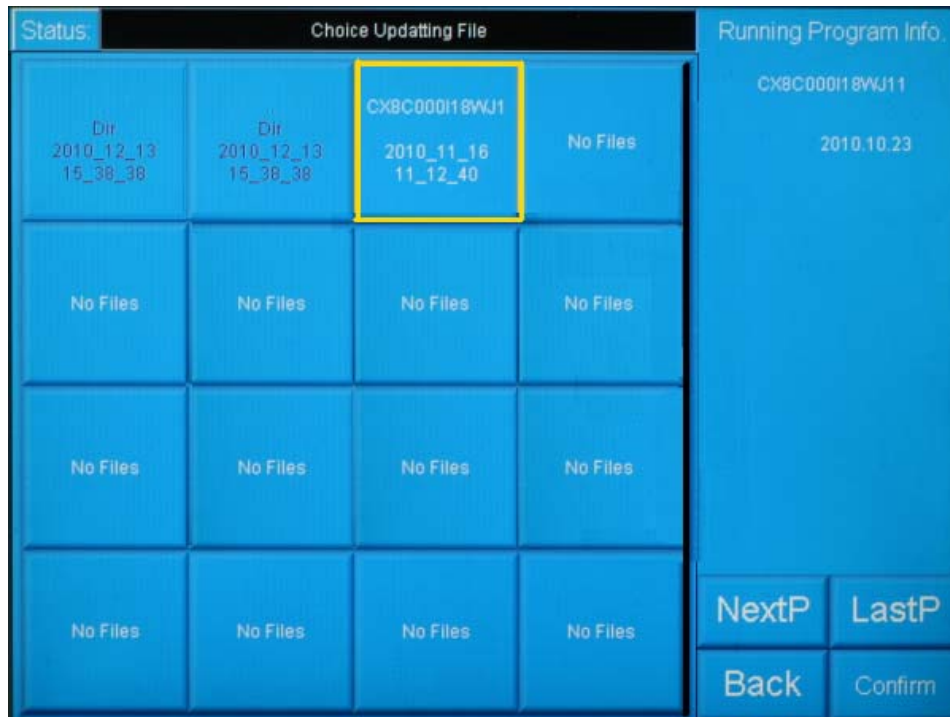 Status:
Choice Updatting File
Running Program Info.
Dir
2010_12_13
15_38_38
Dir
2010_12_13
15_38_38
CX8C000I18WJ1
2010_11_16
11_12_40
No Files
CX8C000I18WJ11
2010.10.23
No Files
No Files
No Files
No Files
No Files
No Files
No Files
No Files
No Files
No Files
No Files
No Files
NextP
LastP
Back
Confirm